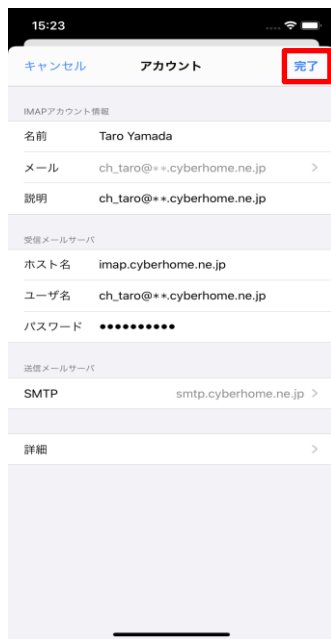 15:23
キャンセル アカウント 完了
IMAPアカウント情報
名前 Taro Yamada
メール ch_taro@**.cyberhome.ne.jp
説明 ch_taro@**.cyberhome.ne.jp
受信メールサーバ
ホスト名 imap.cyberhome.ne.jp
ユーザ名 ch_taro@**.cyberhome.ne.jp
パスワード ●●●●●●●●●●
送信メールサーバ
SMTP smtp.cyberhome.ne.jp
詳細